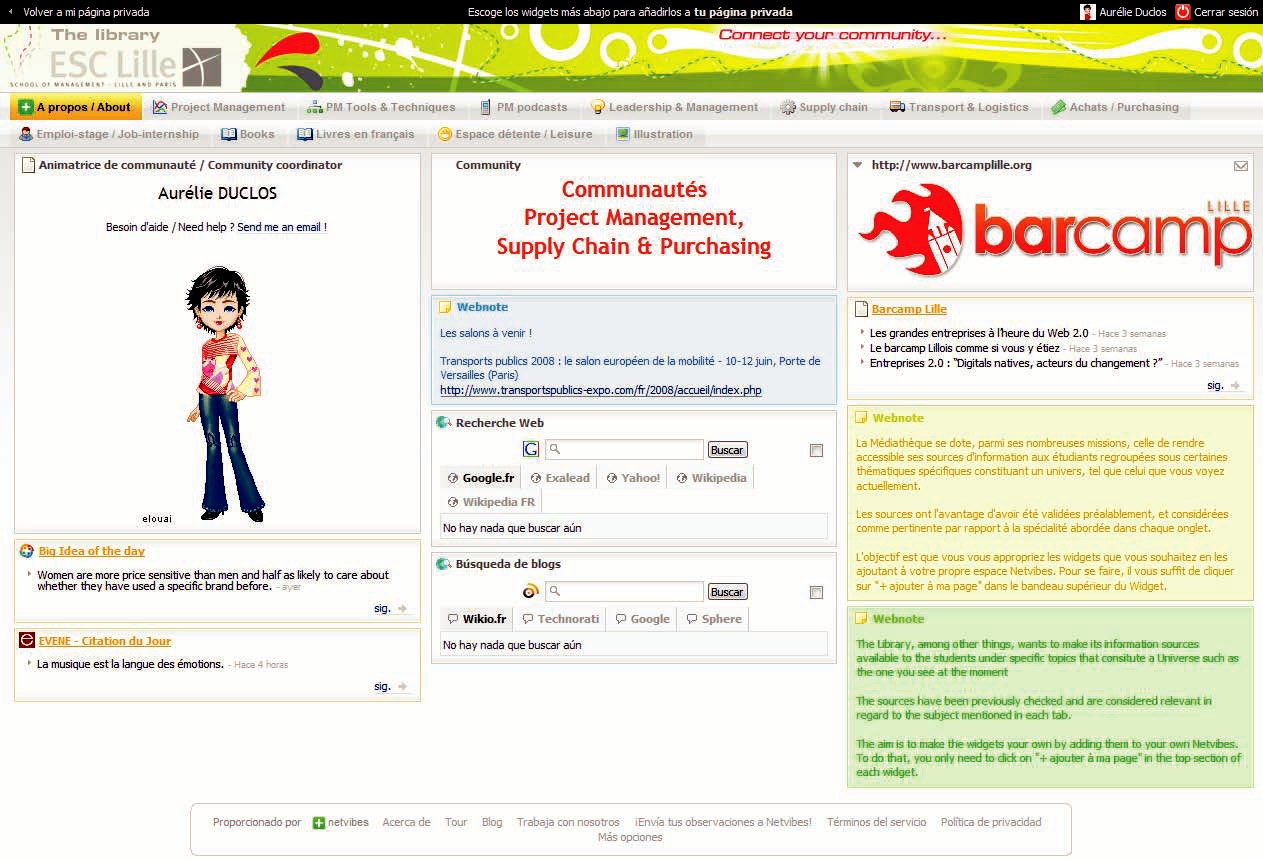 Volver a mi página privada
Escoge los widgets más abajo para añadirlos a tu página privada
Aurélie Duclos
Cerrar sesión
The library
ESC Lille
SCHOOL OF MANAGEMENT - LILLE AND PARIS
Connect your community...
A propos / About
Project Management
PM Tools & Techniques
PM podcasts
Leadership & Management
Supply chain
Transport & Logistics
Achats / Purchasing
Emploi-stage / Job-internship
Books
Livres en français
Espace détente / Leisure
Illustration
Animatrice de communauté / Community coordinator
Aurélie DUCLOS
Besoin d'aide / Need help ? Send me an email !
elouai
Big Idea of the day
Women are more price sensitive than men and half as likely to care about
whether they have used a specific brand before. - ayer
sig.
EVENE - Citation du Jour
La musique est la langue des émotions. - Hace 4 horas
sig.
Community
Communautés
Project Management,
Supply Chain & Purchasing
Webnote
Les salons à venir !
Transports publics 2008 : le salon européen de la mobilité - 10-12 juin, Porte de
Versailles (Paris)
http://www.transportspublics-expo.com/fr/2008/accueil/index.php
Recherche Web
G
Buscar
Google.fr
Exalead
Yahoo!
Wikipedia
Wikipedia FR
No hay nada que buscar aún
Búsqueda de blogs
Buscar
Wikio.fr
Technorati
Google
Sphere
No hay nada que buscar aún
http://www.barcamplille.org
LILLE
barcamp
Barcamp Lille
Les grandes entreprises à l'heure du Web 2.0 - Hace 3 semanas
Le barcamp Lillois comme si vous y étiez - Hace 3 semanas
Entreprises 2.0 : "Digitals natives, acteurs du changement ?" - Hace 3 semanas
sig.
Webnote
La Médiathèque se dote, parmi ses nombreuses missions, celle de rendre
accessible ses sources d'information aux étudiants regroupées sous certaines
thématiques spécifiques constituant un univers, tel que celui que vous voyez
actuellement.
Les sources ont l'avantage d'avoir été validées préalablement, et considérées
comme pertinente par rapport à la spécialité abordée dans chaque onglet.
L'objectif est que vous vous appropriez les widgets que vous souhaitez en les
ajoutant à votre propre espace Netvibes. Pour se faire, il vous suffit de cliquer
sur "+ ajouter à ma page" dans le bandeau supérieur du Widget.
Webnote
The Library, among other things, wants to make its information sources
available to the students under specific topics that consitute a Universe such as
the one you see at the moment
The sources have been previously checked and are considered relevant in
regard to the subject mentioned in each tab.
The aim is to make the widgets your own by adding them to your own Netvibes.
To do that, you only need to click on "+ ajouter à ma page" in the top section of
each widget.
Proporcionado por netvibes Acerca de Tour Blog Trabaja con nosotros ¡Envía tus observaciones a Netvibes! Términos del servicio Política de privacidad
Más opciones